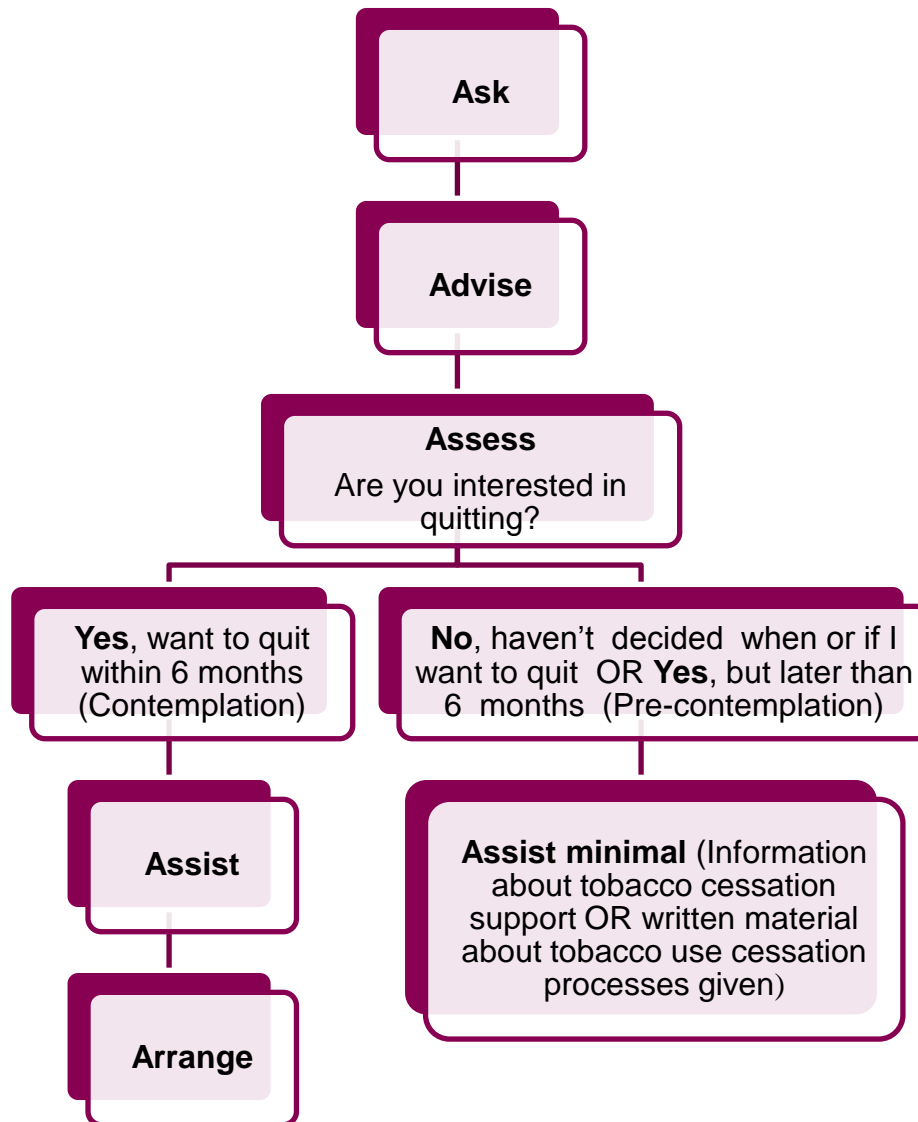 Ask
Advise
Assess
Are you interested in
quitting?
Yes, want to quit
within 6 months
(Contemplation)
No, haven’t decided when or if I
want to quit OR Yes, but later than
6 months (Pre-contemplation)
Assist
Assist minimal (Information
about tobacco cessation
support OR written material
about tobacco use cessation
processes given)
Arrange